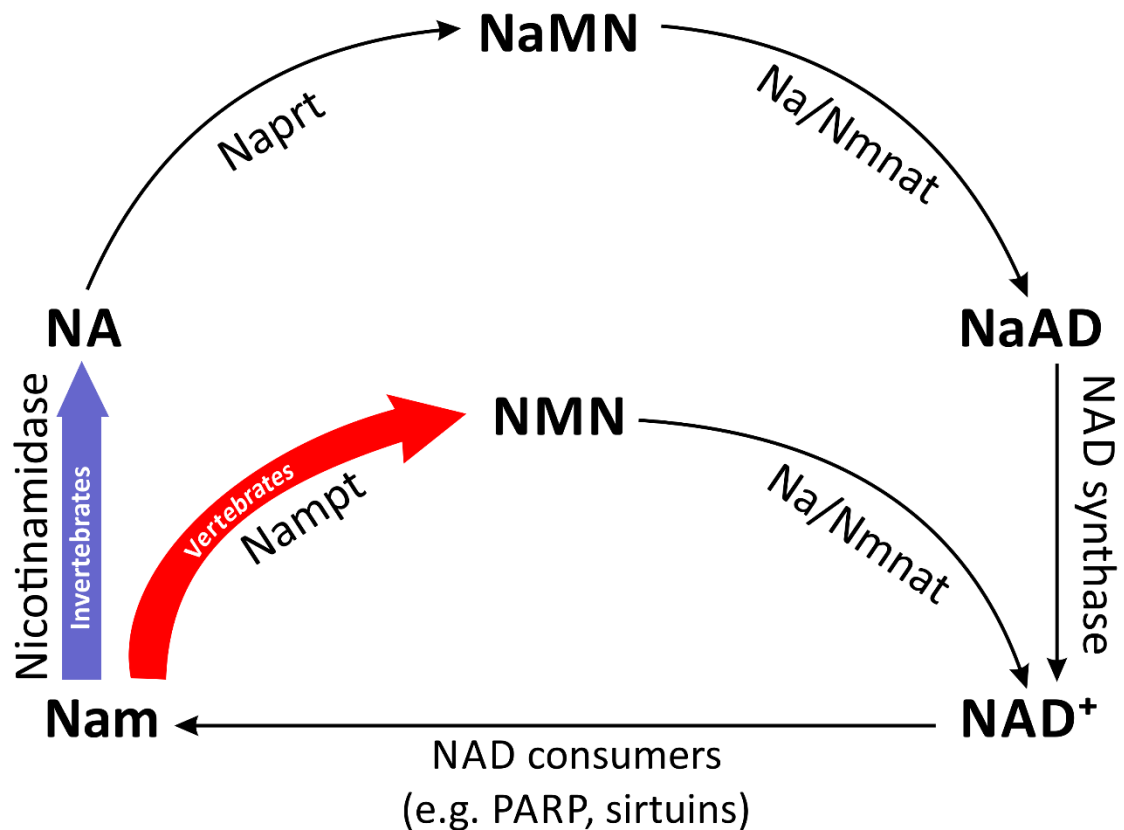 NaMN
Naprt
Na/Nmnat
NA
NaAD
Nicotinamidase
Invertebrates
Vertebrates
Nampt
NMN
Na/Nmnat
NAD synthase
Nam
NAD⁺
NAD consumers
(e.g. PARP, sirtuins)